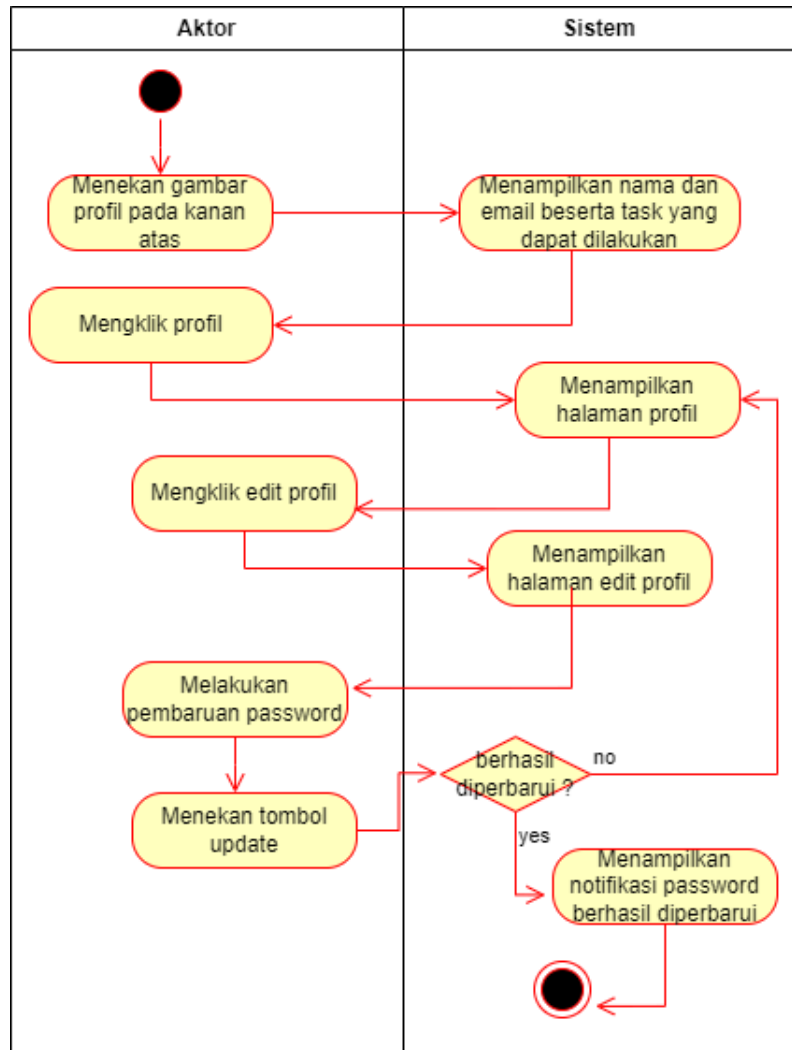 Aktor
Sistem
Menekan gambar
profil pada kanan
atas
Menampilkan nama dan
email beserta task yang
dapat dilakukan
Mengklik profil
Menampilkan
halaman profil
Mengklik edit profil
Menampilkan
halaman edit profil
Melakukan
pembaruan password
Menekan tombol
update
berhasil
diperbarui ?
no
yes
Menampilkan
notifikasi password
berhasil diperbarui